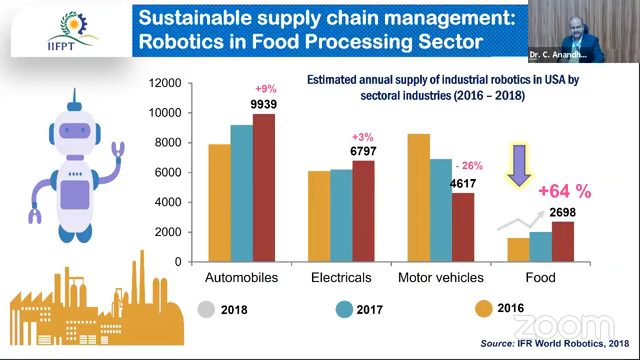 Sustainable supply chain management:
Robotics in Food Processing Sector
IIFPT
Dr. C. Anandh...
Estimated annual supply of industrial robotics in USA by
sectoral industries (2016 – 2018)
12000
10000
8000
6000
4000
2000
0
+9%
9939
+3%
6797
- 26%
4617
+64 %
2698
Automobiles
Electricals
Motor vehicles
Food
2018
2017
2016
zoom
Source: IFR World Robotics, 2018